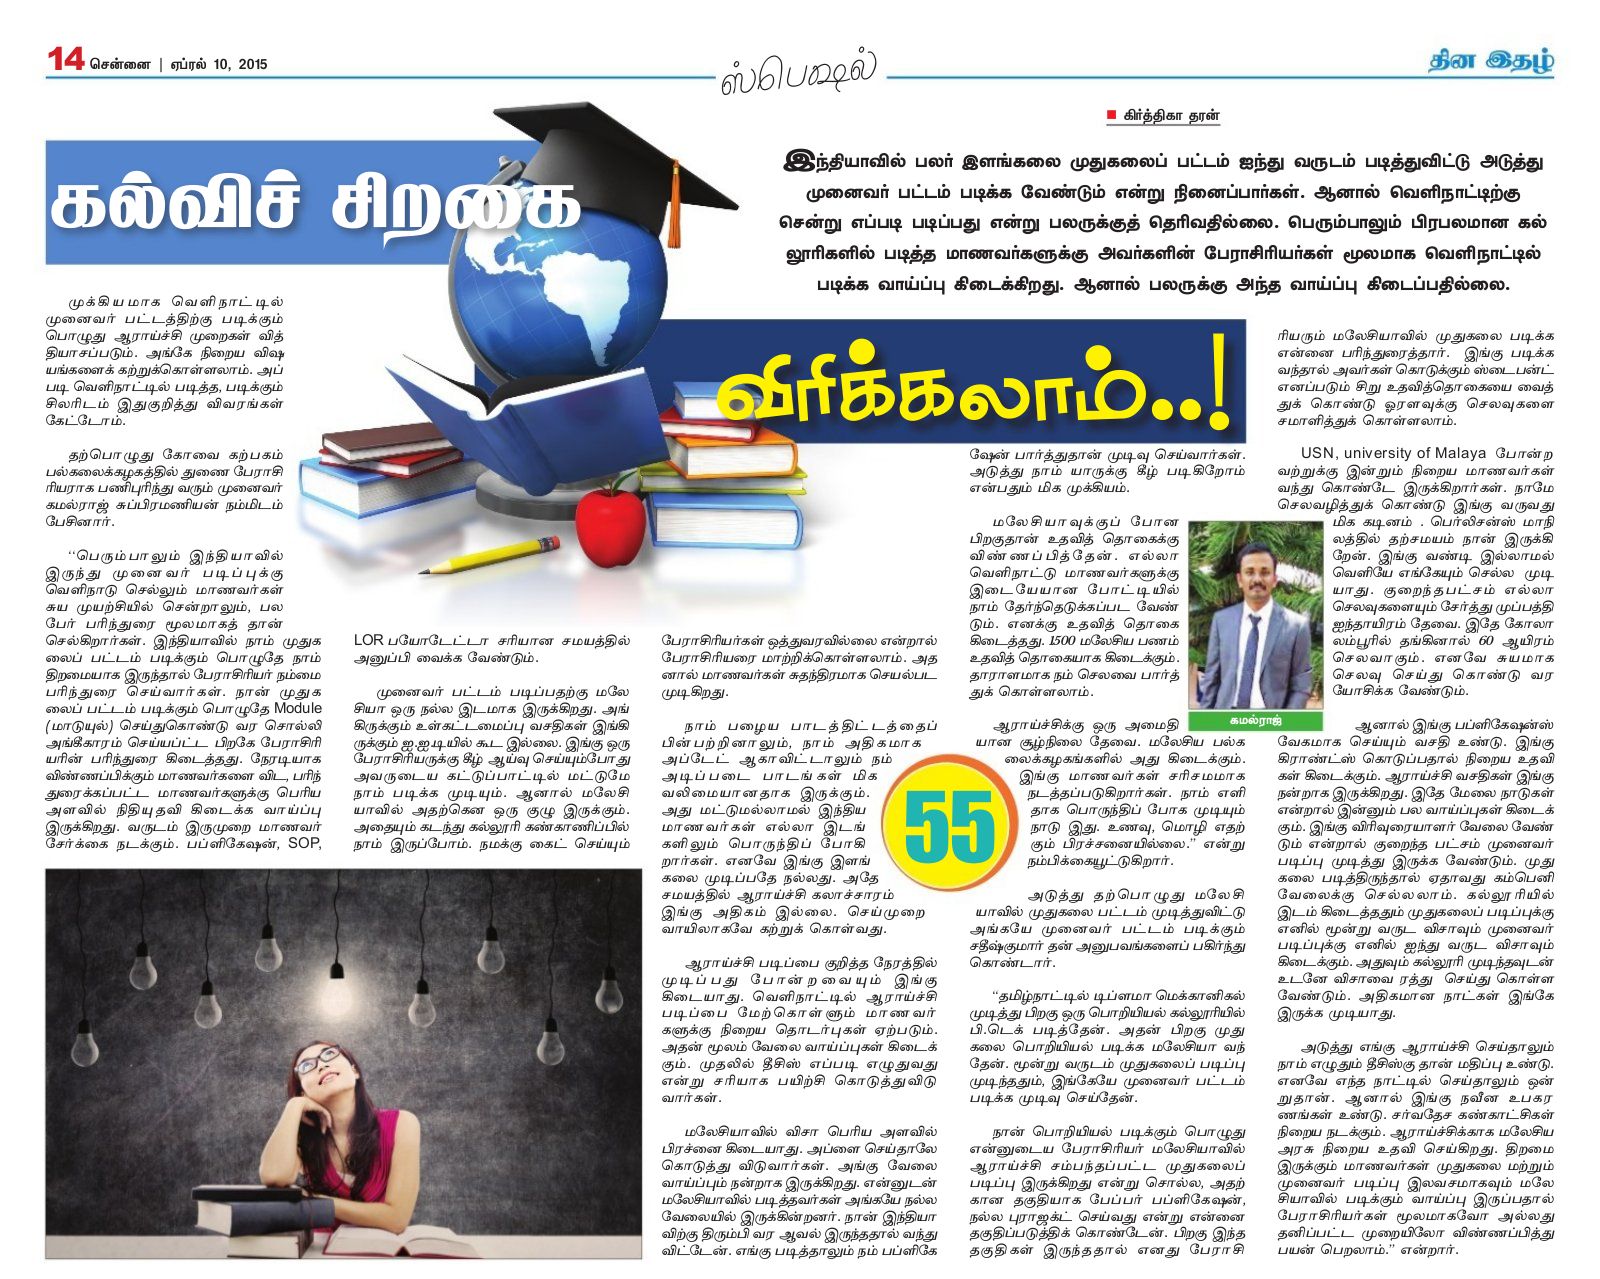 14 சென்னை | ஏப்ரல் 10, 2015
ஸ்பெஷல்
தின இதழ்
கல்விச் சிறகை
விரிக்கலாம்..!
■ கிர்த்திகா தரன்
இந்தியாவில் பலர் இளங்கலை முதுகலைப் பட்டம் ஐந்து வருடம் படித்துவிட்டு அடுத்து
முனைவர் பட்டம் படிக்க வேண்டும் என்று நினைப்பார்கள். ஆனால் வெளிநாட்டிற்கு
சென்று எப்படி படிப்பது என்று பலருக்குத் தெரிவதில்லை. பெரும்பாலும் பிரபலமான கல்
லூரிகளில் படித்த மாணவர்களுக்கு அவர்களின் பேராசிரியர்கள் மூலமாக வெளிநாட்டில்
படிக்க வாய்ப்பு கிடைக்கிறது. ஆனால் பலருக்கு அந்த வாய்ப்பு கிடைப்பதில்லை.
முக்கியமாக வெளிநாட்டில்
முனைவர் பட்டத்திற்கு படிக்கும்
பொழுது ஆராய்ச்சி முறைகள் வித்
தியாசப்படும். அங்கே நிறைய விஷ
யங்களைக் கற்றுக்கொள்ளலாம். அப்
படி வெளிநாட்டில் படித்த, படிக்கும்
சிலரிடம் இதுகுறித்து விவரங்கள்
கேட்டோம்.
தற்பொழுது கோவை கற்பகம்
பல்கலைக்கழகத்தில் துணை பேராசி
ரியராக பணிபுரிந்து வரும் முனைவர்
கமல்ராஜ் சுப்பிரமணியன் நம்மிடம்
பேசினார்.
“பெரும்பாலும் இந்தியாவில்
இருந்து முனைவர் படிப்புக்கு
வெளிநாடு செல்லும் மாணவர்கள்
சுய முயற்சியில் சென்றாலும், பல
பேர் பரிந்துரை மூலமாகத் தான்
செல்கிறார்கள். இந்தியாவில் நாம் முதுக
லைப் பட்டம் படிக்கும் பொழுதே நாம்
திறமையாக இருந்தால் பேராசிரியர் நம்மை
பரிந்துரை செய்வார்கள். நான் முதுக
லைப் பட்டம் படிக்கும் பொழுதே Module
(மாடுயுல்) செய்துகொண்டு வர சொல்லி
அங்கீகாரம் செய்யப்ட்ட பிறகே பேராசிரி
யரின் பரிந்துரை கிடைத்தது. நேரடியாக
விண்ணப்பிக்கும் மாணவர்களை விட, பரிந்
துரைக்கப்பட்ட மாணவர்களுக்கு பெரிய
அளவில் நிதியுதவி கிடைக்க வாய்ப்பு
இருக்கிறது. வருடம் இருமுறை மாணவர்
சேர்க்கை நடக்கும். பப்ளிகேஷன், SOP,
LOR பயோடேட்டா சரியான சமயத்தில்
அனுப்பி வைக்க வேண்டும்.
முனைவர் பட்டம் படிப்பதற்கு மலே
சியா ஒரு நல்ல இடமாக இருக்கிறது. அங்
கிருக்கும் உள்கட்டமைப்பு வசதிகள் இங்கி
ருக்கும் ஐ.ஐ.டியில் கூட இல்லை. இங்கு ஒரு
பேராசிரியருக்கு கீழ் ஆய்வு செய்யும்போது
அவருடைய கட்டுப்பாட்டில் மட்டுமே
நாம் படிக்க முடியும். ஆனால் மலேசி
யாவில் அதற்கென ஒரு குழு இருக்கும்.
அதையும் கடந்து கல்லூரி கண்காணிப்பில்
நாம் இருப்போம். நமக்கு கைட் செய்யும்
பேராசிரியர்கள் ஒத்துவரவில்லை என்றால்
பேராசிரியரை மாற்றிக்கொள்ளலாம். அத
னால் மாணவர்கள் சுதந்திரமாக செயல்பட
முடிகிறது.
நாம் பழைய பாடத்திட்டத்தைப்
பின்பற்றினாலும், நாம் அதிகமாக
அப்டேட் ஆகாவிட்டாலும் நம்
அடிப்படை பாடங்கள் மிக
வலிமையானதாக இருக்கும்.
அது மட்டுமல்லாமல் இந்திய
மாணவர்கள் எல்லா இடங்
களிலும் பொருந்திப் போகி
றார்கள். எனவே இங்கு இளங்
கலை முடிப்பதே நல்லது. அதே
சமயத்தில் ஆராய்ச்சி கலாச்சாரம்
இங்கு அதிகம் இல்லை. செய்முறை
வாயிலாகவே கற்றுக் கொள்வது.
ஆராய்ச்சி படிப்பை குறித்த நேரத்தில்
முடிப்பது போன்றவையும் இங்கு
கிடையாது. வெளிநாட்டில் ஆராய்ச்சி
படிப்பை மேற்கொள்ளும் மாணவர்
களுக்கு நிறைய தொடர்புகள் ஏற்படும்.
அதன் மூலம் வேலை வாய்ப்புகள் கிடைக்
கும். முதலில் தீசிஸ் எப்படி எழுதுவது
என்று சரியாக பயிற்சி கொடுத்துவிடு
வார்கள்.
மலேசியாவில் விசா பெரிய அளவில்
பிரச்னை கிடையாது. அப்ளை செய்தாலே
கொடுத்து விடுவார்கள். அங்கு வேலை
வாய்ப்பும் நன்றாக இருக்கிறது. என்னுடன்
மலேசியாவில் படித்தவர்கள் அங்கயே நல்ல
வேலையில் இருக்கின்றனர். நான் இந்தியா
விற்கு திரும்பி வர ஆவல் இருந்ததால் வந்து
விட்டேன். எங்கு படித்தாலும் நம் பப்ளிகே
55
ஷேன் பார்த்துதான் முடிவு செய்வார்கள்.
அடுத்து நாம் யாருக்கு கீழ் படிகிறோம்
என்பதும் மிக முக்கியம்.
மலேசியாவுக்குப் போன
பிறகுதான் உதவித் தொகைக்கு
விண்ணப்பித்தேன். எல்லா
வெளிநாட்டு மாணவர்களுக்கு
இடையேயான போட்டியில்
நாம் தேர்ந்தெடுக்கப்பட வேண்
டும். எனக்கு உதவித் தொகை
கிடைத்தது. 1500 மலேசிய பணம்
உதவித் தொகையாக கிடைக்கும்.
தாராளமாக நம் செலவை பார்த்
துக் கொள்ளலாம்.
ஆராய்ச்சிக்கு ஒரு அமைதி
யான சூழ்நிலை தேவை. மலேசிய பல்க
லைக்கழகங்களில் அது கிடைக்கும்.
இங்கு மாணவர்கள் சரிசமமாக
நடத்தப்படுகிறார்கள். நாம் எளி
தாக பொருந்திப் போக முடியும்
நாடு இது. உணவு, மொழி எதற்
கும் பிரச்சனையில்லை.” என்று
நம்பிக்கையூட்டுகிறார்.
அடுத்து தற்பொழுது மலேசி
யாவில் முதுகலை பட்டம் முடித்துவிட்டு
அங்கயே முனைவர் பட்டம் படிக்கும்
சதீஷ்குமார் தன் அனுபவங்களைப் பகிர்ந்து
கொண்டார்.
“தமிழ்நாட்டில் டிப்ளமா மெக்கானிகல்
முடித்து பிறகு ஒரு பொறியியல் கல்லூரியில்
பி.டெக் படித்தேன். அதன் பிறகு முது
கலை பொறியியல் படிக்க மலேசியா வந்
தேன். மூன்று வருடம் முதுகலைப் படிப்பு
முடிந்ததும், இங்கேயே முனைவர் பட்டம்
படிக்க முடிவு செய்தேன்.
நான் பொறியியல் படிக்கும் பொழுது
என்னுடைய பேராசிரியர் மலேசியாவில்
ஆராய்ச்சி சம்பந்தப்பட்ட முதுகலைப்
படிப்பு இருக்கிறது என்று சொல்ல, அதற்
கான தகுதியாக பேப்பர் பப்ளிகேஷன்,
நல்ல புராஜக்ட் செய்வது என்று என்னை
தகுதிப்படுத்திக் கொண்டேன். பிறகு இந்த
தகுதிகள் இருந்ததால் எனது பேராசி
கமல்ராஜ்
ரியரும் மலேசியாவில் முதுகலை படிக்க
என்னை பரிந்துரைத்தார். இங்கு படிக்க
வந்தால் அவர்கள் கொடுக்கும் ஸ்டைபன்ட்
எனப்படும் சிறு உதவித்தொகையை வைத்
துக் கொண்டு ஓரளவுக்கு செலவுகளை
சமாளித்துக் கொள்ளலாம்.
USN, university of Malaya போன்ற
வற்றுக்கு இன்றும் நிறைய மாணவர்கள்
வந்து கொண்டே இருக்கிறார்கள். நாமே
செலவழித்துக் கொண்டு இங்கு வருவது
மிக கடினம் . பெர்லிசன்ஸ் மாநி
லத்தில் தற்சமயம் நான் இருக்கி
றேன். இங்கு வண்டி இல்லாமல்
வெளியே எங்கேயும் செல்ல முடி
யாது. குறைந்தபட்சம் எல்லா
செலவுகளையும் சேர்த்து முப்பத்தி
ஐந்தாயிரம் தேவை. இதே கோலா
லம்பூரில் தங்கினால் 60 ஆயிரம்
செலவாகும். எனவே சுயமாக
செலவு செய்து கொண்டு வர
யோசிக்க வேண்டும்.
ஆனால் இங்கு பப்ளிகேஷன்ஸ்
வேகமாக செய்யும் வசதி உண்டு. இங்கு
கிராண்ட்ஸ் கொடுப்பதால் நிறைய உதவி
கள் கிடைக்கும். ஆராய்ச்சி வசதிகள் இங்கு
நன்றாக இருக்கிறது. இதே மேலை நாடுகள்
என்றால் இன்னும் பல வாய்ப்புகள் கிடைக்
கும். இங்கு விரிவுரையாளர் வேலை வேண்
டும் என்றால் குறைந்த பட்சம் முனைவர்
படிப்பு முடித்து இருக்க வேண்டும். முது
கலை படித்திருந்தால் ஏதாவது கம்பெனி
வேலைக்கு செல்லலாம். கல்லூரியில்
இடம் கிடைத்ததும் முதுகலைப் படிப்புக்கு
எனில் மூன்று வருட விசாவும் முனைவர்
படிப்புக்கு எனில் ஐந்து வருட விசாவும்
கிடைக்கும். அதுவும் கல்லூரி முடிந்தவுடன்
உடனே விசாவை ரத்து செய்து கொள்ள
வேண்டும். அதிகமான நாட்கள் இங்கே
இருக்க முடியாது.
அடுத்து எங்கு ஆராய்ச்சி செய்தாலும்
நாம் எழுதும் தீசிஸ்கு தான் மதிப்பு உண்டு.
எனவே எந்த நாட்டில் செய்தாலும் ஒன்
றுதான். ஆனால் இங்கு நவீன உபகர
ணங்கள் உண்டு. சர்வதேச கண்காட்சிகள்
நிறைய நடக்கும். ஆராய்ச்சிக்காக மலேசிய
அரசு நிறைய உதவி செய்கிறது. திறமை
இருக்கும் மாணவர்கள் முதுகலை மற்றும்
முனைவர் படிப்பு இலவசமாகவும் மலே
சியாவில் படிக்கும் வாய்ப்பு இருப்பதால்
பேராசிரியர்கள் மூலமாகவோ அல்லது
தனிப்பட்ட முறையிலோ விண்ணப்பித்து
பயன் பெறலாம்.” என்றார்.